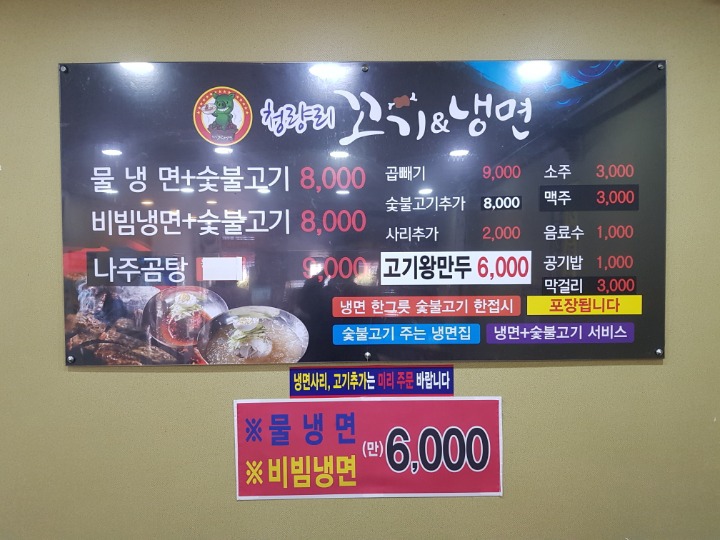 청량리 꼬기&냉면
물 냉 면+숯불고기 8,000
비빔냉면+숯불고기 8,000
나주곰탕 9,000
곱빼기 9,000
숯불고기추가 8,000
사리추가 2,000
고기왕만두 6,000
소주 3,000
맥주 3,000
음료수 1,000
공기밥 1,000
막걸리 3,000
냉면 한그릇 숯불고기 한접시
포장됩니다
숯불고기 주는 냉면집
냉면+숯불고기 서비스
냉면사리, 고기추가는 미리 주문 바랍니다
※물 냉 면
※비빔냉면
(만) 6,000